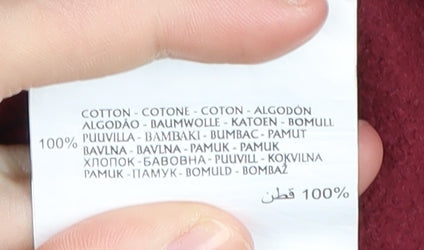 COTTON - COTONE - COTON - ALGODÓN
ALGODÃO - BAUMWOLLE - KATOEN - BOMULL
PUUVILLA - BAMBAKI - BUMBAC - PAMUT
100% BAVLNA - BAVLNA - PAMUK - PAMUK
ХЛОПОК - БАВОВНА - PUUVILL - KOKVILNA
PAMUK - ПАМУК - BOMULD - BOMBAŽ
100% قطن